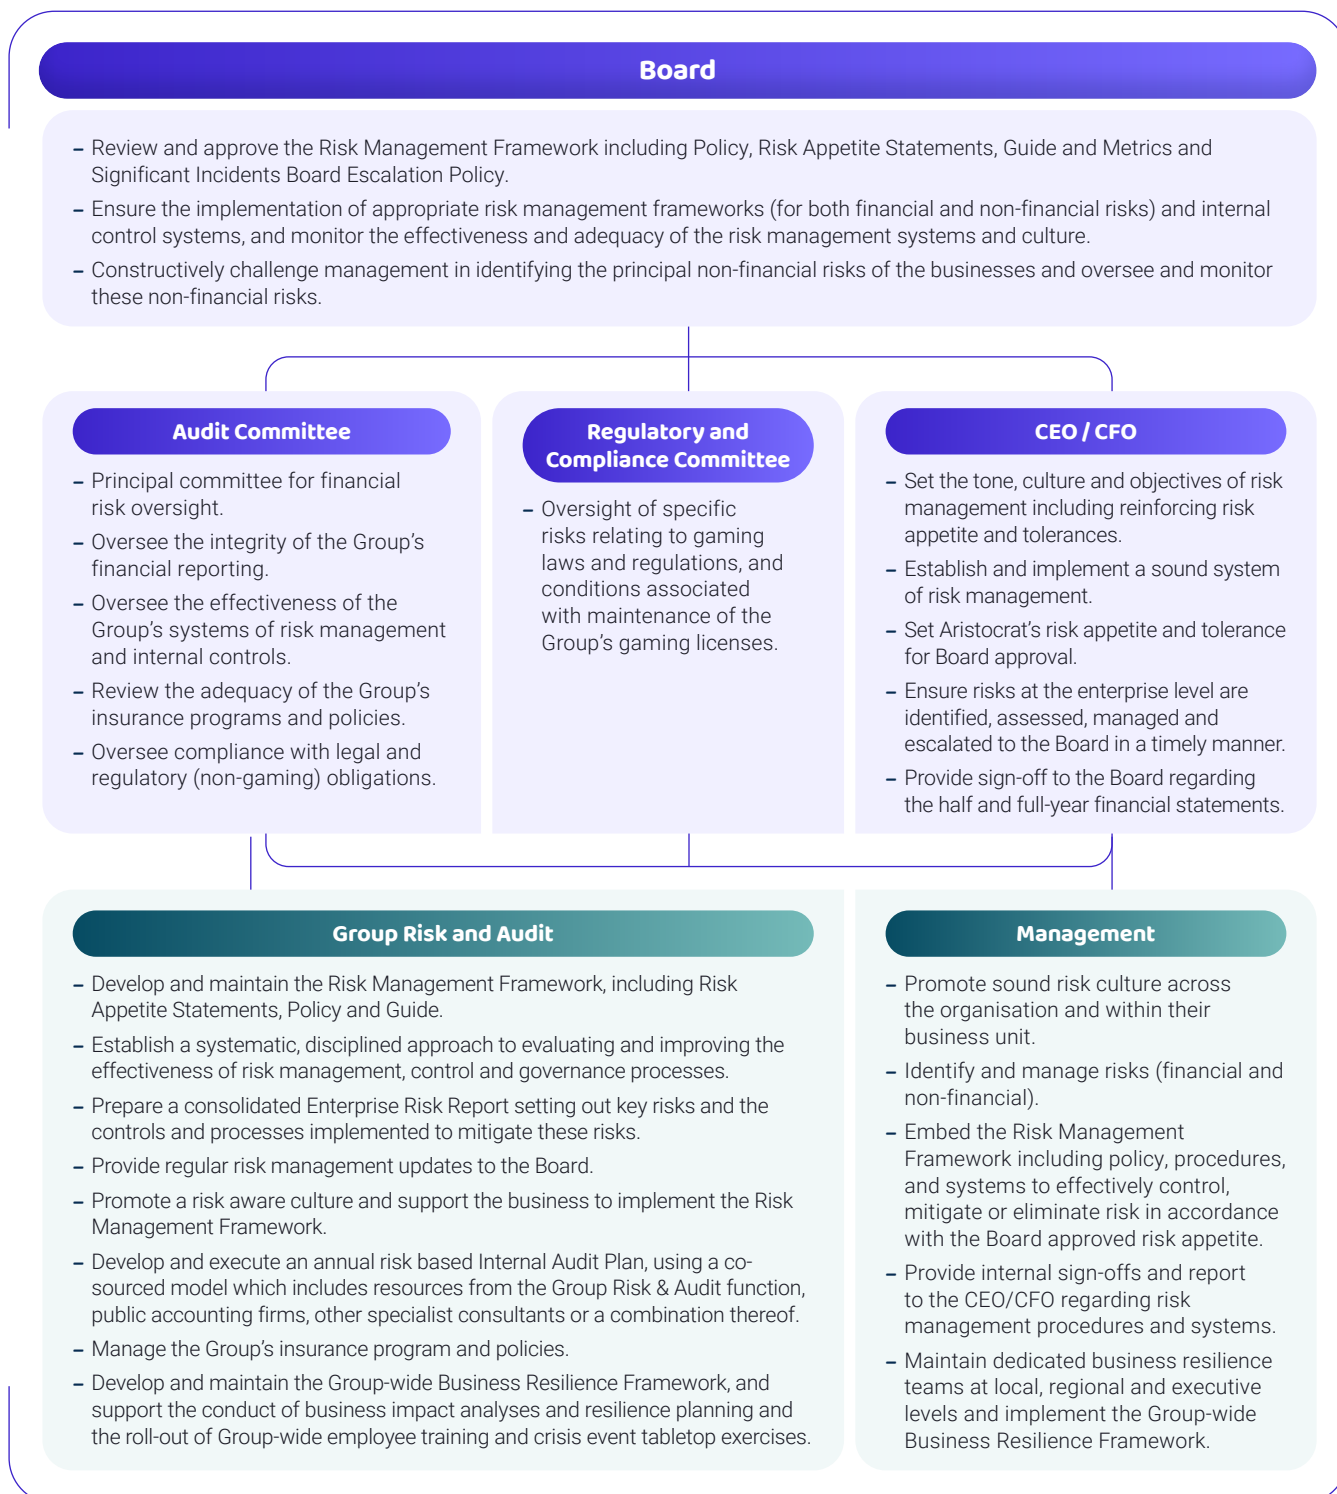 Board
– Review and approve the Risk Management Framework including Policy, Risk Appetite Statements, Guide and Metrics and
Significant Incidents Board Escalation Policy.
– Ensure the implementation of appropriate risk management frameworks (for both financial and non-financial risks) and internal
control systems, and monitor the effectiveness and adequacy of the risk management systems and culture.
– Constructively challenge management in identifying the principal non-financial risks of the businesses and oversee and monitor
these non-financial risks.
Audit Committee
– Principal committee for financial
risk oversight.
– Oversee the integrity of the Group’s
financial reporting.
– Oversee the effectiveness of the
Group’s systems of risk management
and internal controls.
– Review the adequacy of the Group’s
insurance programs and policies.
– Oversee compliance with legal and
regulatory (non-gaming) obligations.
Regulatory and
Compliance Committee
– Oversight of specific
risks relating to gaming
laws and regulations, and
conditions associated
with maintenance of the
Group’s gaming licenses.
CEO / CFO
– Set the tone, culture and objectives of risk
management including reinforcing risk
appetite and tolerances.
– Establish and implement a sound system
of risk management.
– Set Aristocrat’s risk appetite and tolerance
for Board approval.
– Ensure risks at the enterprise level are
identified, assessed, managed and
escalated to the Board in a timely manner.
– Provide sign-off to the Board regarding
the half and full-year financial statements.
Group Risk and Audit
– Develop and maintain the Risk Management Framework, including Risk
Appetite Statements, Policy and Guide.
– Establish a systematic, disciplined approach to evaluating and improving the
effectiveness of risk management, control and governance processes.
– Prepare a consolidated Enterprise Risk Report setting out key risks and the
controls and processes implemented to mitigate these risks.
– Provide regular risk management updates to the Board.
– Promote a risk aware culture and support the business to implement the Risk
Management Framework.
– Develop and execute an annual risk based Internal Audit Plan, using a co-
sourced model which includes resources from the Group Risk & Audit function,
public accounting firms, other specialist consultants or a combination thereof.
– Manage the Group’s insurance program and policies.
– Develop and maintain the Group-wide Business Resilience Framework, and
support the conduct of business impact analyses and resilience planning and
the roll-out of Group-wide employee training and crisis event tabletop exercises.
Management
– Promote sound risk culture across
the organisation and within their
business unit.
– Identify and manage risks (financial and
non-financial).
– Embed the Risk Management
Framework including policy, procedures,
and systems to effectively control,
mitigate or eliminate risk in accordance
with the Board approved risk appetite.
– Provide internal sign-offs and report
to the CEO/CFO regarding risk
management procedures and systems.
– Maintain dedicated business resilience
teams at local, regional and executive
levels and implement the Group-wide
Business Resilience Framework.